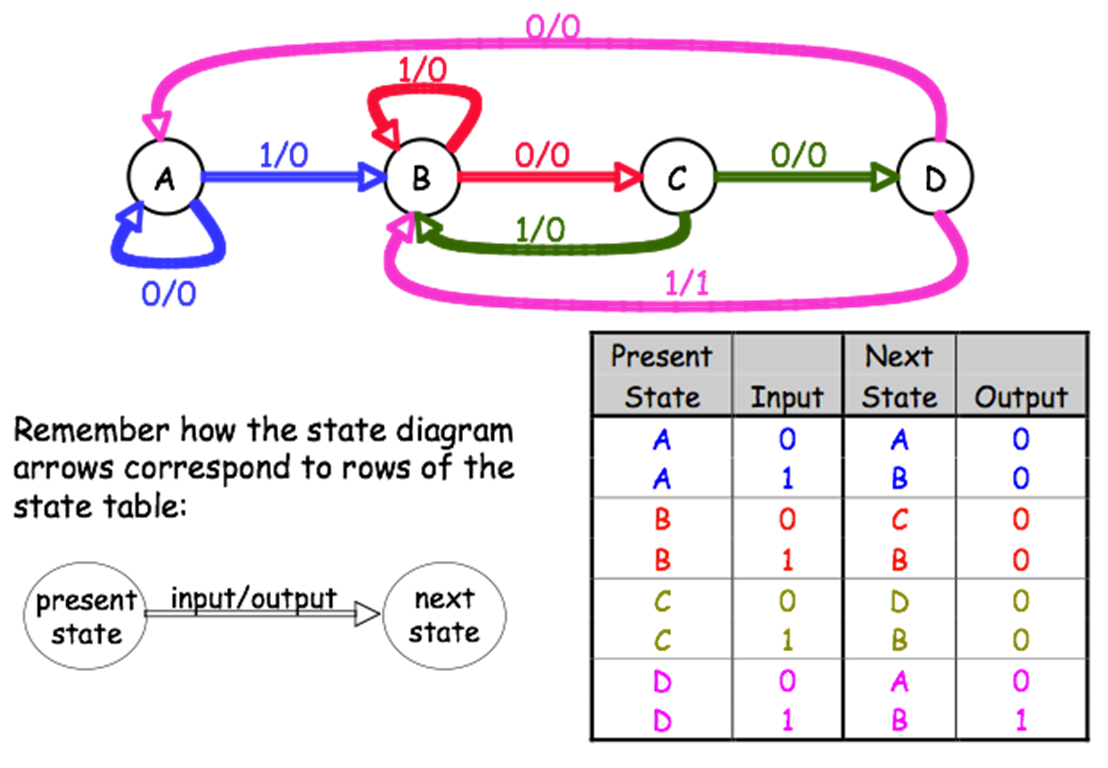 0/0
1/0
A
1/0
B
0/0
C
0/0
D
1/0
0/0
1/1
Present State Input Next State Output
A 0 A 0
A 1 B 0
B 0 C 0
B 1 B 0
C 0 D 0
C 1 B 0
D 0 A 0
D 1 B 1
Remember how the state diagram
arrows correspond to rows of the
state table:
present
state
input/output
next
state